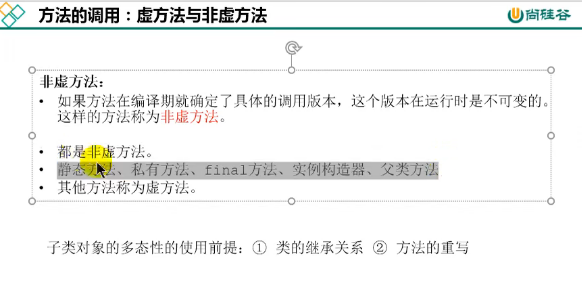 方法的调用：虚方法与非虚方法
尚硅谷
非虚方法：
• 如果方法在编译期就确定了具体的调用版本，这个版本在运行时是不可变的。
这样的方法称为非虚方法。
• 都是非虚方法。
• 静态方法、私有方法、final方法、实例构造器、父类方法
• 其他方法称为虚方法。
子类对象的多态性的使用前提：① 类的继承关系 ② 方法的重写